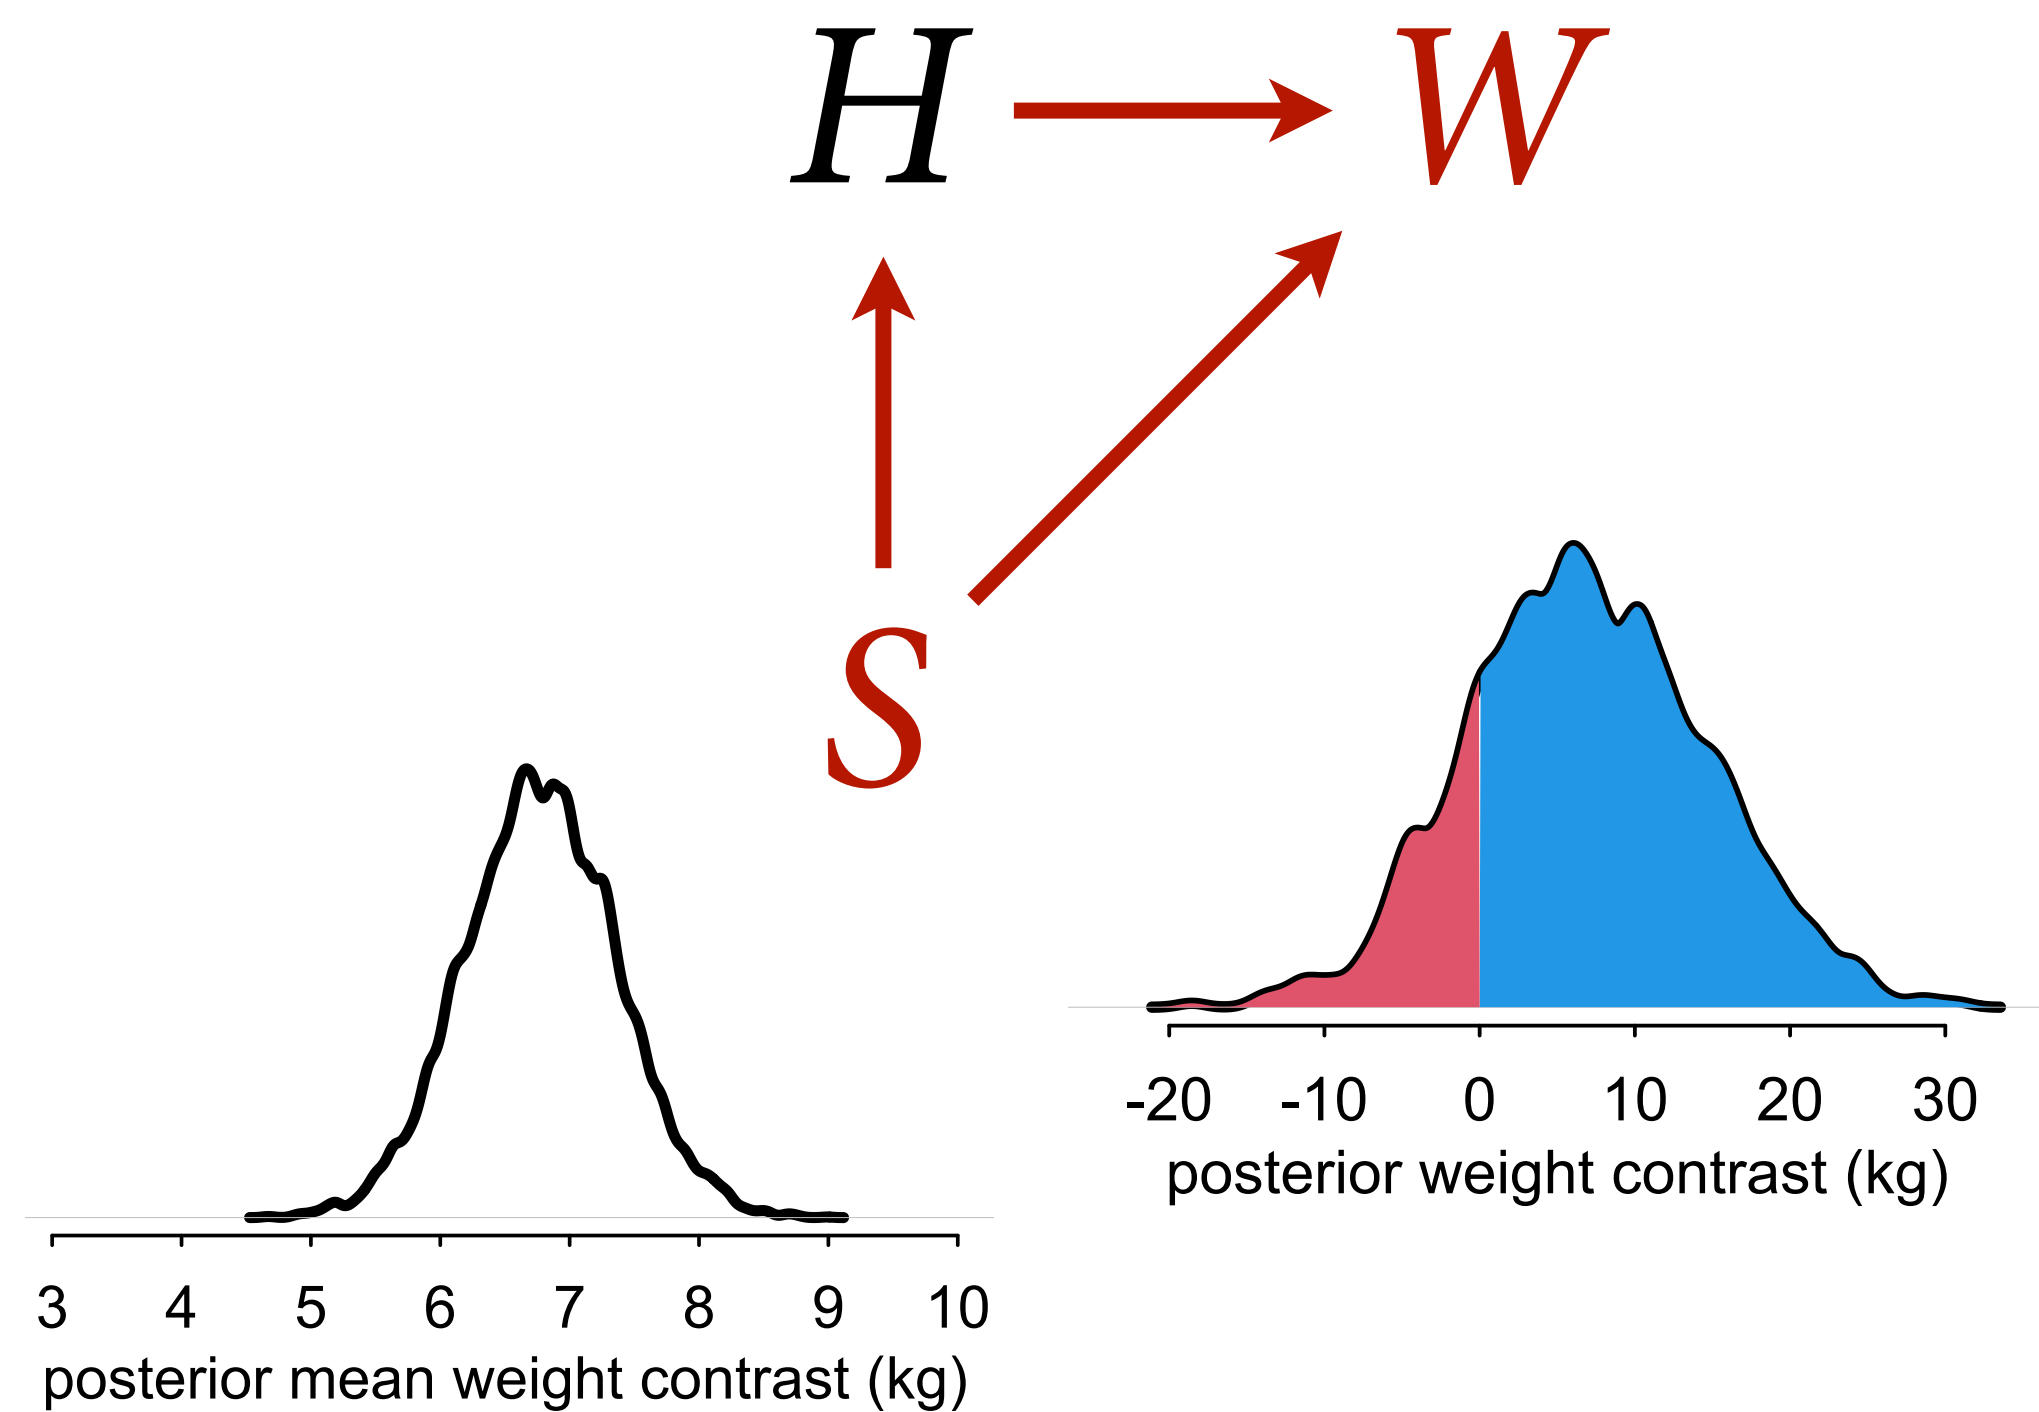 H W
S
3 4 5 6 7 8 9 10
posterior mean weight contrast (kg)
-20 -10 0 10 20 30
posterior weight contrast (kg)